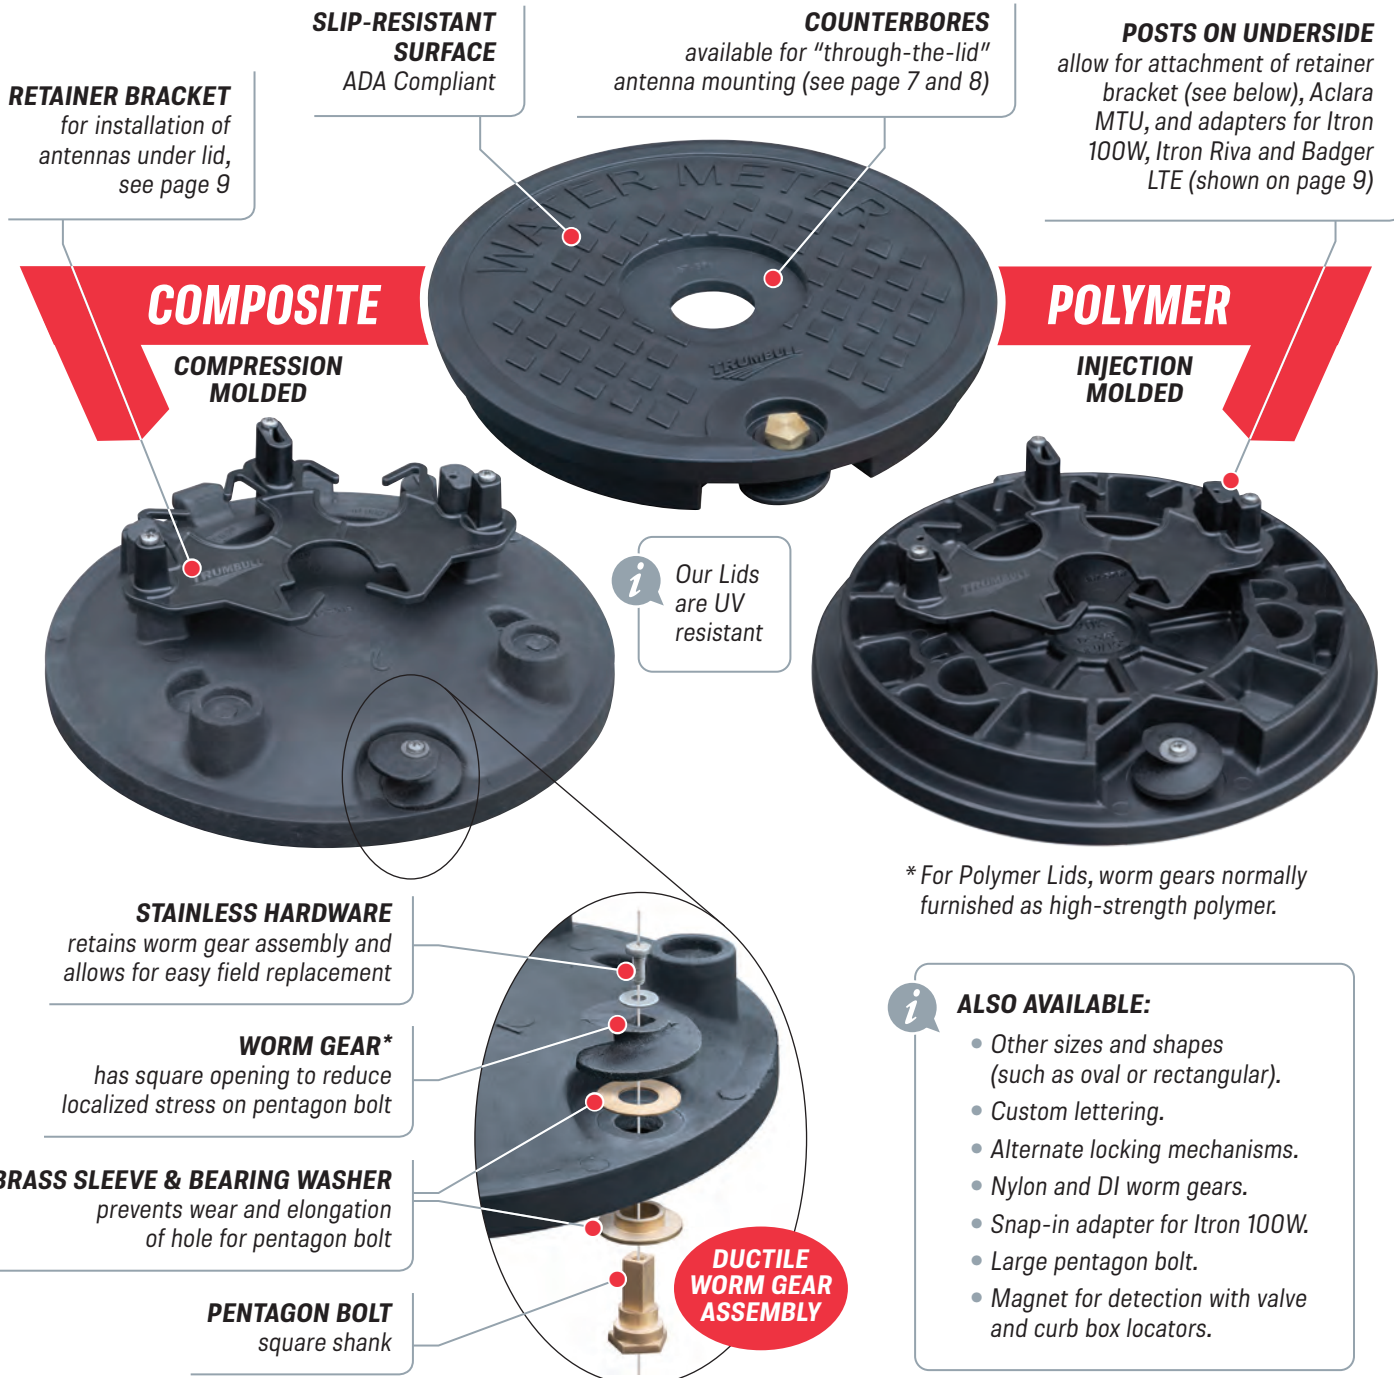 SLIP-RESISTANT
SURFACE
ADA Compliant
COUNTERBORES
available for “through-the-lid”
antenna mounting (see page 7 and 8)
POSTS ON UNDERSIDE
allow for attachment of retainer
bracket (see below), Aclara
MTU, and adapters for Itron
100W, Itron Riva and Badger
LTE (shown on page 9)
RETAINER BRACKET
for installation of
antennas under lid,
see page 9
WATER METER
TRUMBULL
COMPOSITE
COMPRESSION
MOLDED
POLYMER
INJECTION
MOLDED
TRUMBULL
TRUMBULL
Our Lids
are UV
resistant
* For Polymer Lids, worm gears normally
furnished as high-strength polymer.
STAINLESS HARDWARE
retains worm gear assembly and
allows for easy field replacement
WORM GEAR*
has square opening to reduce
localized stress on pentagon bolt
BRASS SLEEVE & BEARING WASHER
prevents wear and elongation
of hole for pentagon bolt
PENTAGON BOLT
square shank
DUCTILE
WORM GEAR
ASSEMBLY
ALSO AVAILABLE:
• Other sizes and shapes
(such as oval or rectangular).
• Custom lettering.
• Alternate locking mechanisms.
• Nylon and DI worm gears.
• Snap-in adapter for Itron 100W.
• Large pentagon bolt.
• Magnet for detection with valve
and curb box locators.